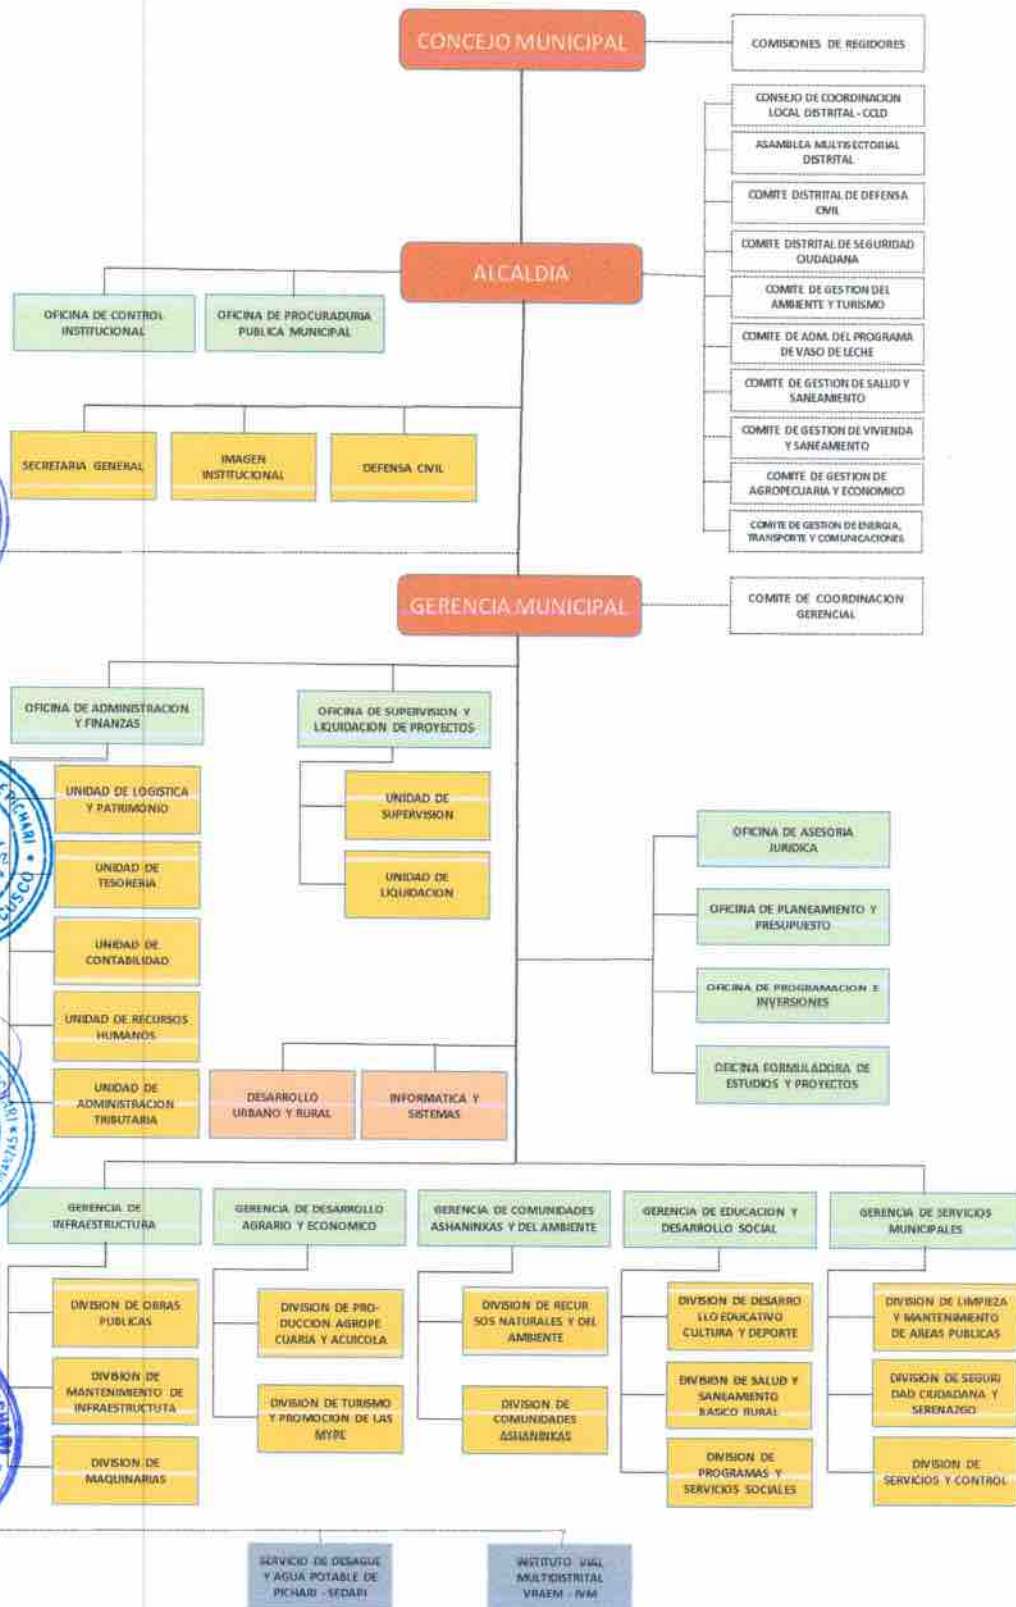 CONCEJO MUNICIPAL
COMISIONES DE REGIDORES
CONSEJO DE COORDINACION
LOCAL DISTRITAL - CCLD
ASAMBLEA MULTISECTORIAL
DISTRITAL
COMITE DISTRITAL DE DEFENSA
CIVIL
COMITE DISTRITAL DE SEGURIDAD
CIUDADANA
COMITE DE GESTION DEL
AMBIENTE Y TURISMO
COMITE DE ADM. DEL PROGRAMA
DE VASO DE LECHE
COMITE DE GESTION DE SALUD Y
SANEAMIENTO
COMITE DE GESTION DE VIVIENDA
Y SANEAMIENTO
COMITE DE GESTION DE
AGROPECUARIA Y ECONOMICO
COMITE DE GESTION DE ENERGIA,
TRANSPORTE Y COMUNICACIONES
ALCALDIA
OFICINA DE CONTROL
INSTITUCIONAL
OFICINA DE PROCURADURIA
PUBLICA MUNICIPAL
SECRETARIA GENERAL
IMAGEN
INSTITUCIONAL
DEFENSA CIVIL
GERENCIA MUNICIPAL
COMITE DE COORDINACION
GERENCIAL
OFICINA DE ADMINISTRACION
Y FINANZAS
OFICINA DE SUPERVISION Y
LIQUIDACION DE PROYECTOS
UNIDAD DE LOGISTICA
Y PATRIMONIO
UNIDAD DE
TESORERIA
UNIDAD DE
CONTABILIDAD
UNIDAD DE RECURSOS
HUMANOS
UNIDAD DE
ADMINISTRACION
TRIBUTARIA
UNIDAD DE
SUPERVISION
UNIDAD DE
LIQUIDACION
OFICINA DE ASESORIA
JURIDICA
OFICINA DE PLANEAMIENTO Y
PRESUPUESTO
OFICINA DE PROGRAMACION E
INVERSIONES
OFICINA FORMULADORA DE
ESTUDIOS Y PROYECTOS
DESARROLLO
URBANO Y RURAL
INFORMATICA Y
SISTEMAS
GERENCIA DE
INFRAESTRUCTURA
GERENCIA DE DESARROLLO
AGRARIO Y ECONOMICO
GERENCIA DE COMUNIDADES
ASHANINKAS Y DEL AMBIENTE
GERENCIA DE EDUCACION Y
DESARROLLO SOCIAL
GERENCIA DE SERVICIOS
MUNICIPALES
DIVISION DE OBRAS
PUBLICAS
DIVISION DE
MANTENIMIENTO DE
INFRAESTRUCTUTA
DIVISION DE
MAQUINARIAS
DIVISION DE PRO-
DUCCION AGROPE
CUARIA Y ACUICOLA
DIVISION DE TURISMO
Y PROMOCION DE LAS
MYPE
DIVISION DE RECUR
SOS NATURALES Y DEL
AMBIENTE
DIVISION DE
COMUNIDADES
ASHANINKAS
DIVISION DE DESARRO
LLO EDUCATIVO
CULTURA Y DEPORTE
DIVISION DE SALUD Y
SANEAMIENTO
BASICO RURAL
DIVISION DE
PROGRAMAS Y
SERVICIOS SOCIALES
DIVISION DE LIMPIEZA
Y MANTENIMIENTO
DE AREAS PUBLICAS
DIVISION DE SEGURI
DAD CIUDADANA Y
SERENAZGO
DIVISION DE
SERVICIOS Y CONTROL
SERVICIO DE DESAGUE
Y AGUA POTABLE DE
PICHARI - SEDAPI
INSTITUTO VIAL
MULTIDISTRITAL
VRAEM - IVM
PICHARI
CUSCO